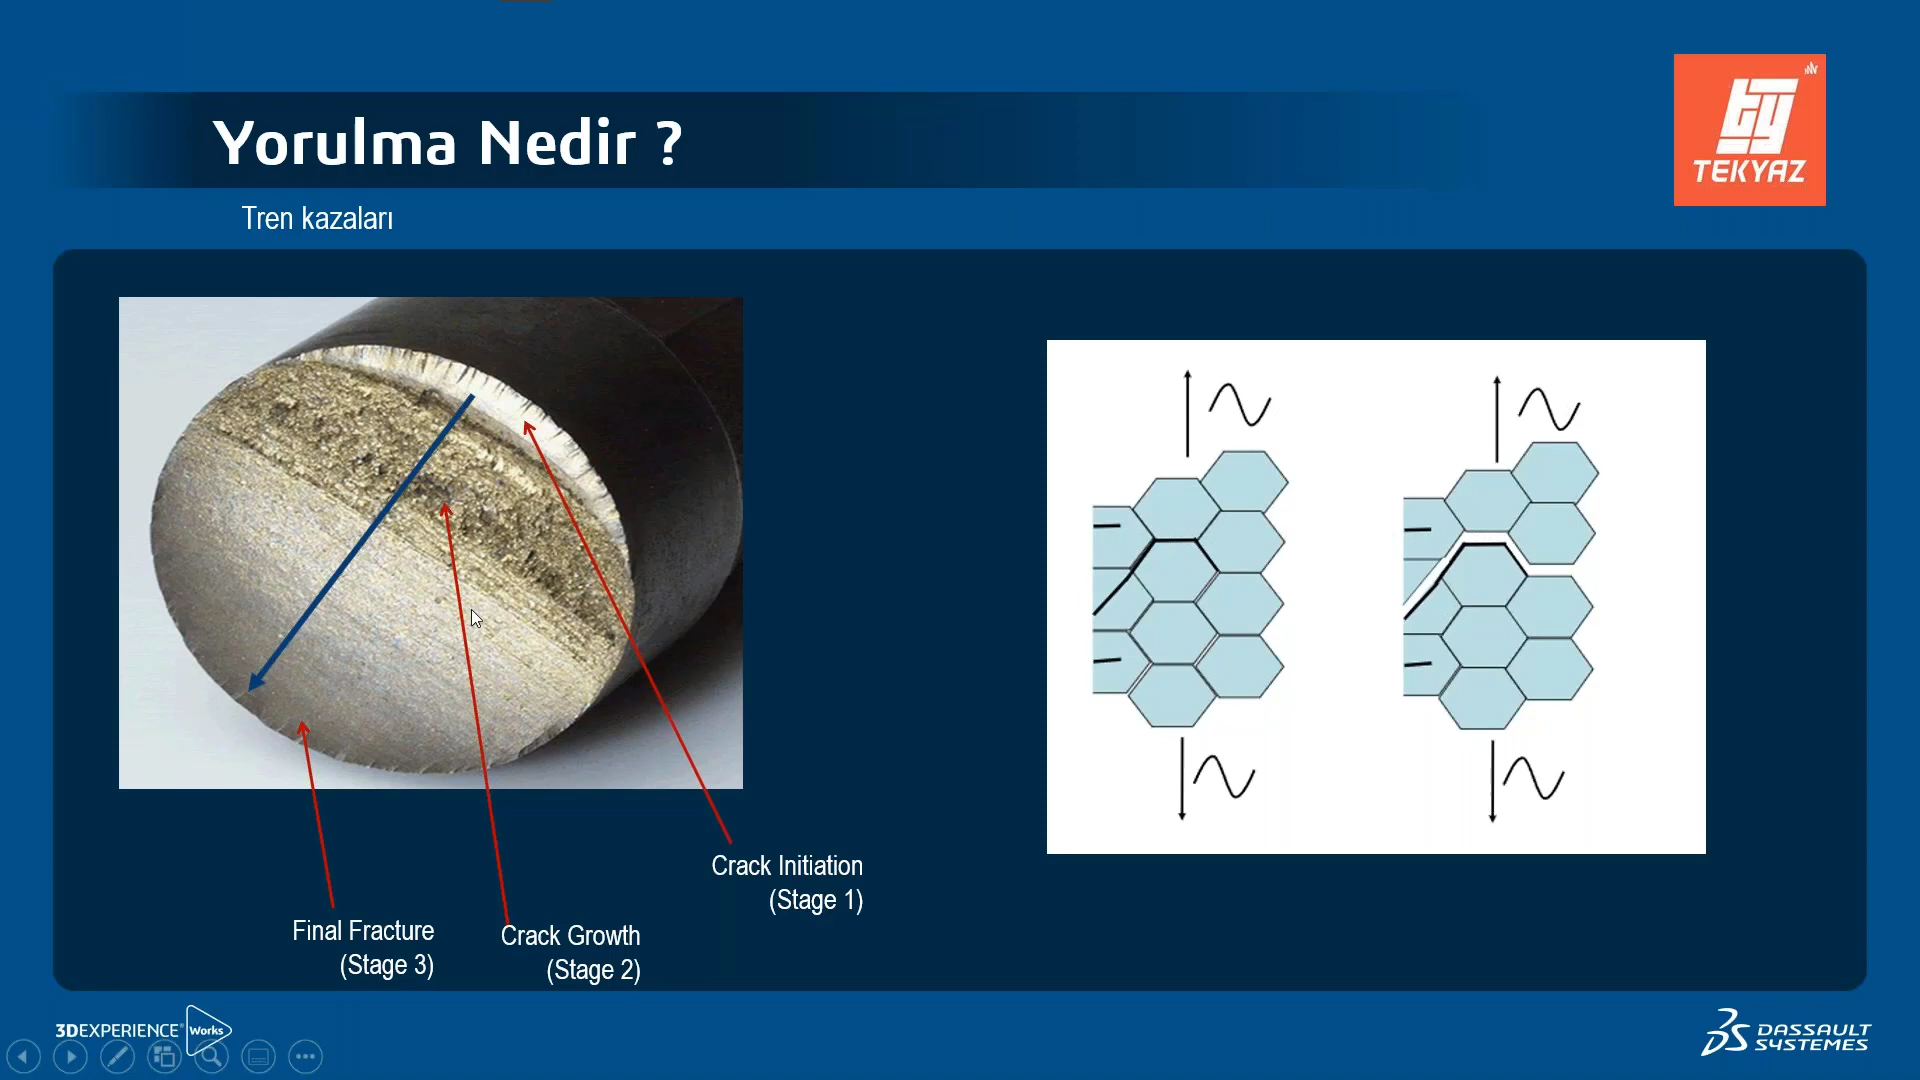 Yorulma Nedir ?
TEKYAZ
Tren kazaları
Crack Initiation
(Stage 1)
Final Fracture
(Stage 3)
Crack Growth
(Stage 2)
3DEXPERIENCE® Works
DASSAULT
SYSTEMES